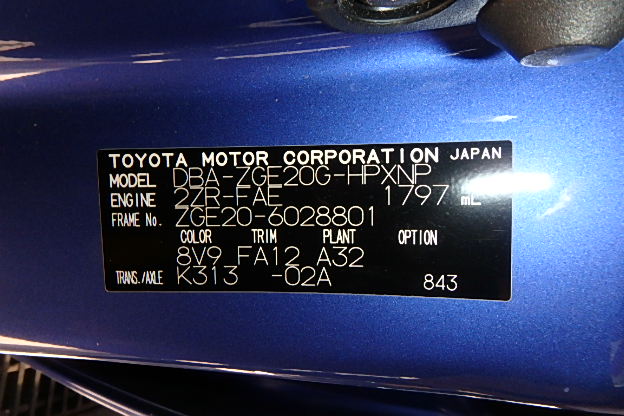 TOYOTA MOTOR CORPORATION JAPAN
MODEL DBA-ZGE20G-HPXNP
ENGINE 2ZR-FAE 1797 mL
FRAME No. ZGE20-6028801
COLOR TRIM PLANT OPTION
8V9 FA12 A32
TRANS./AXLE K313 -02A 843